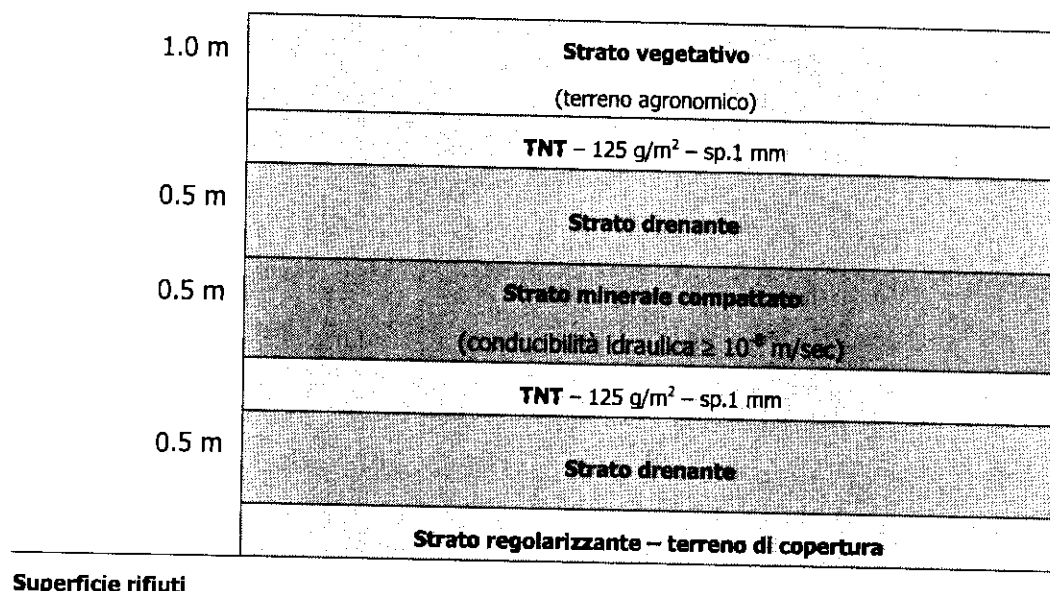 1.0 m
Strato vegetativo
(terreno agronomico)
TNT – 125 g/m² – sp.1 mm
0.5 m
Strato drenante
0.5 m
Strato minerale compattato
(conducibilità idraulica ≥ 10⁻⁸ m/sec)
TNT – 125 g/m² – sp.1 mm
0.5 m
Strato drenante
Strato regolarizzante – terreno di copertura
Superficie rifiuti